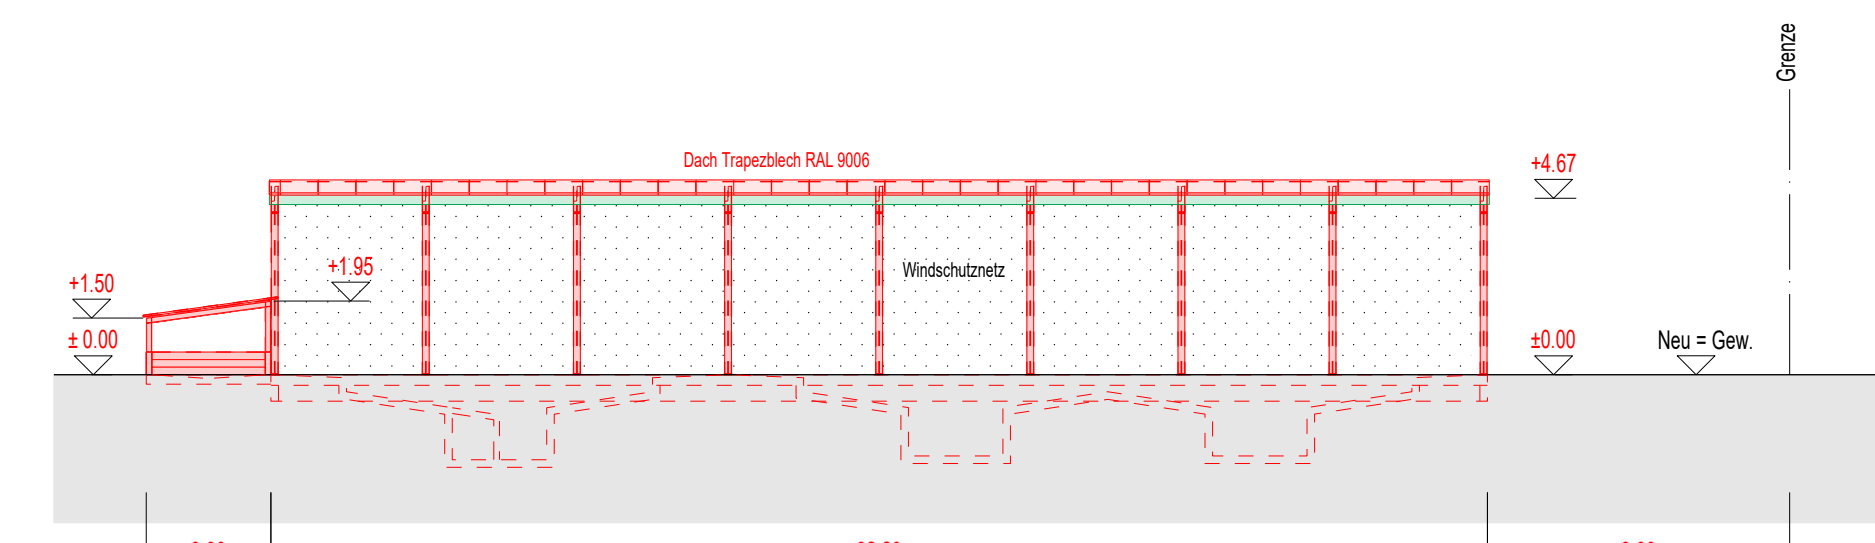 Grenze
Dach Trapezblech RAL 9006
+4.67
+1.95
Windschutznetz
+1.50
± 0.00
±0.00
Neu = Gew.